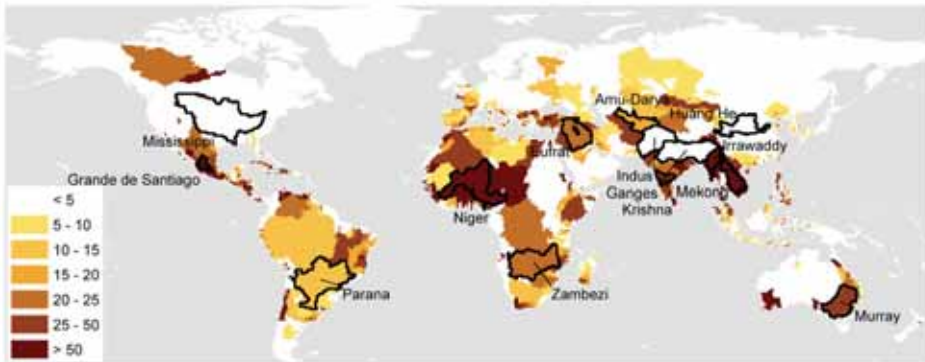 Amu-Darya
Huang He
Mississippi
Eufrat
Irrawaddy
Grande de Santiago
Indus
Ganges
Mekong
Krishna
Niger
Parana
Zambezi
Murray
< 5
5 - 10
10 - 15
15 - 20
20 - 25
25 - 50
> 50